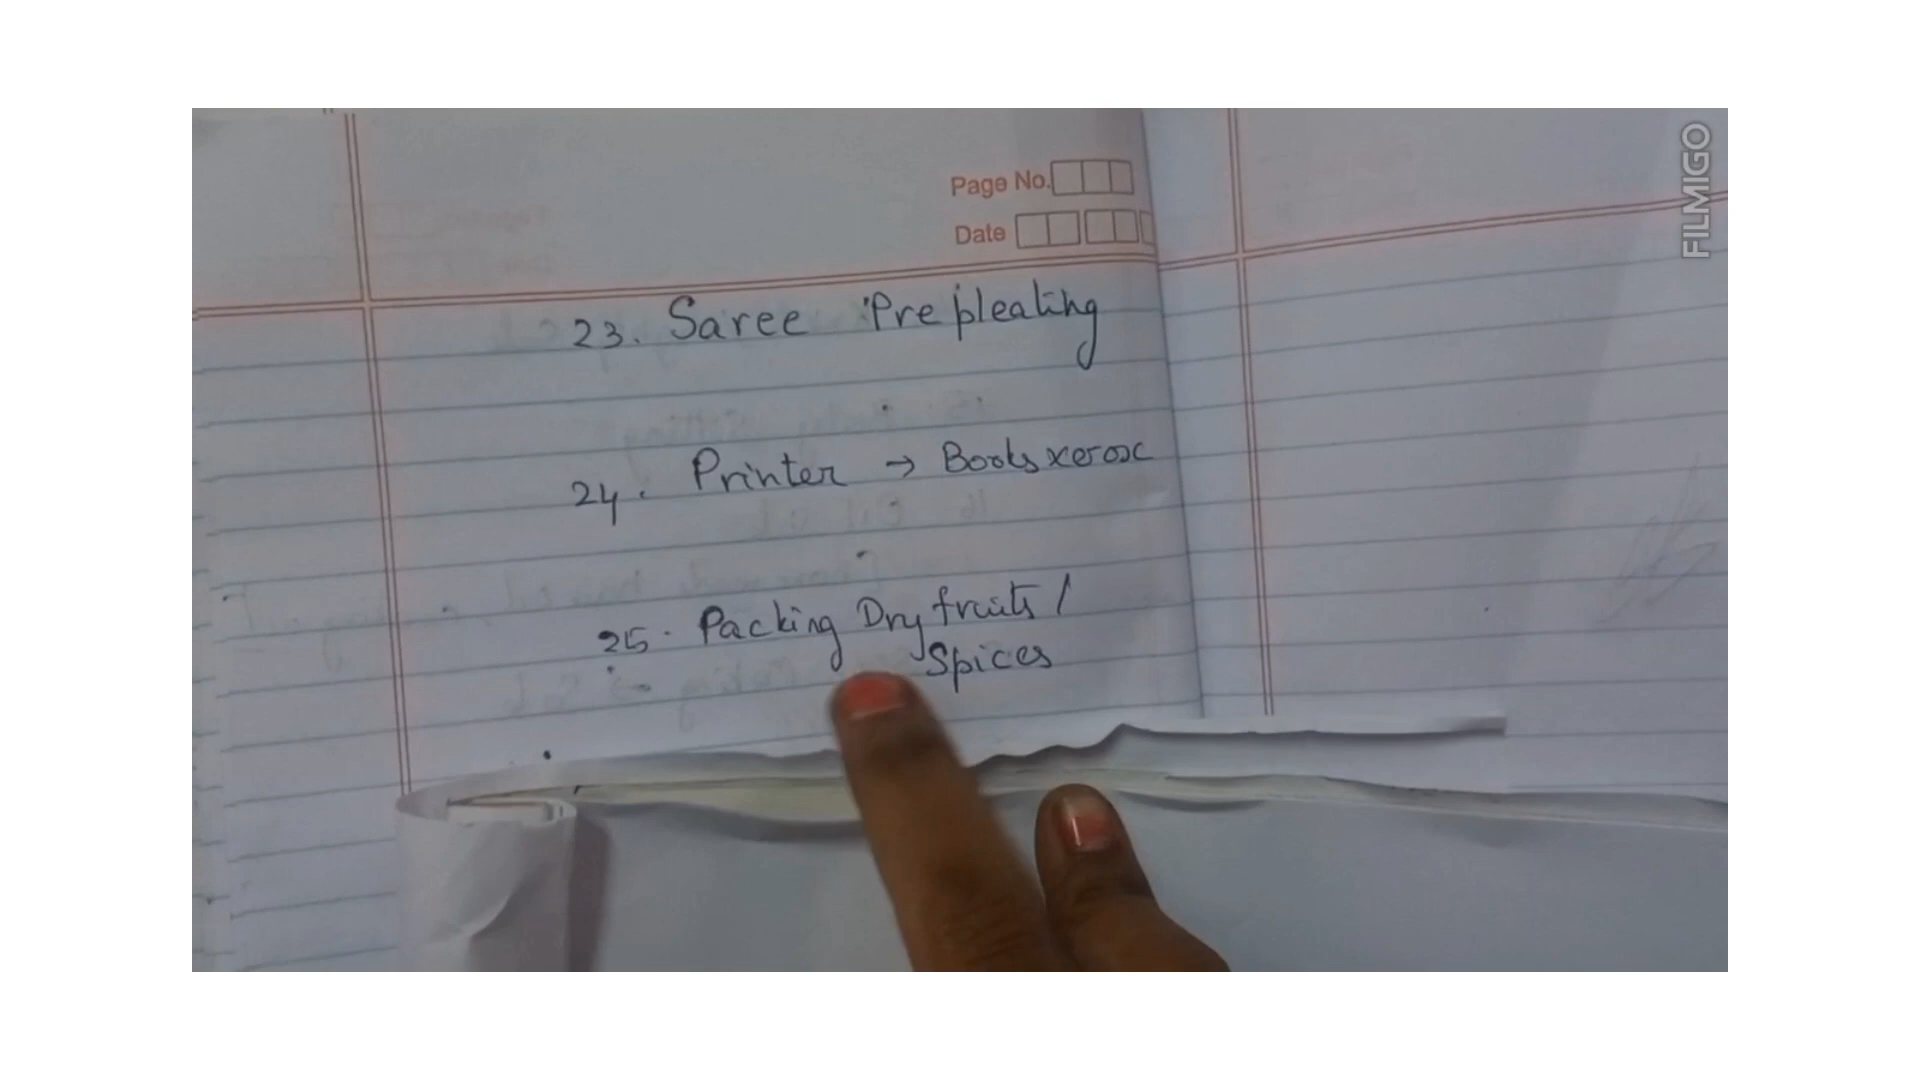 Page No.
Date
23. Saree Pre pleating
24. Printer → Books xerox
25. Packing Dry fruits /
Spices
FILMIGO